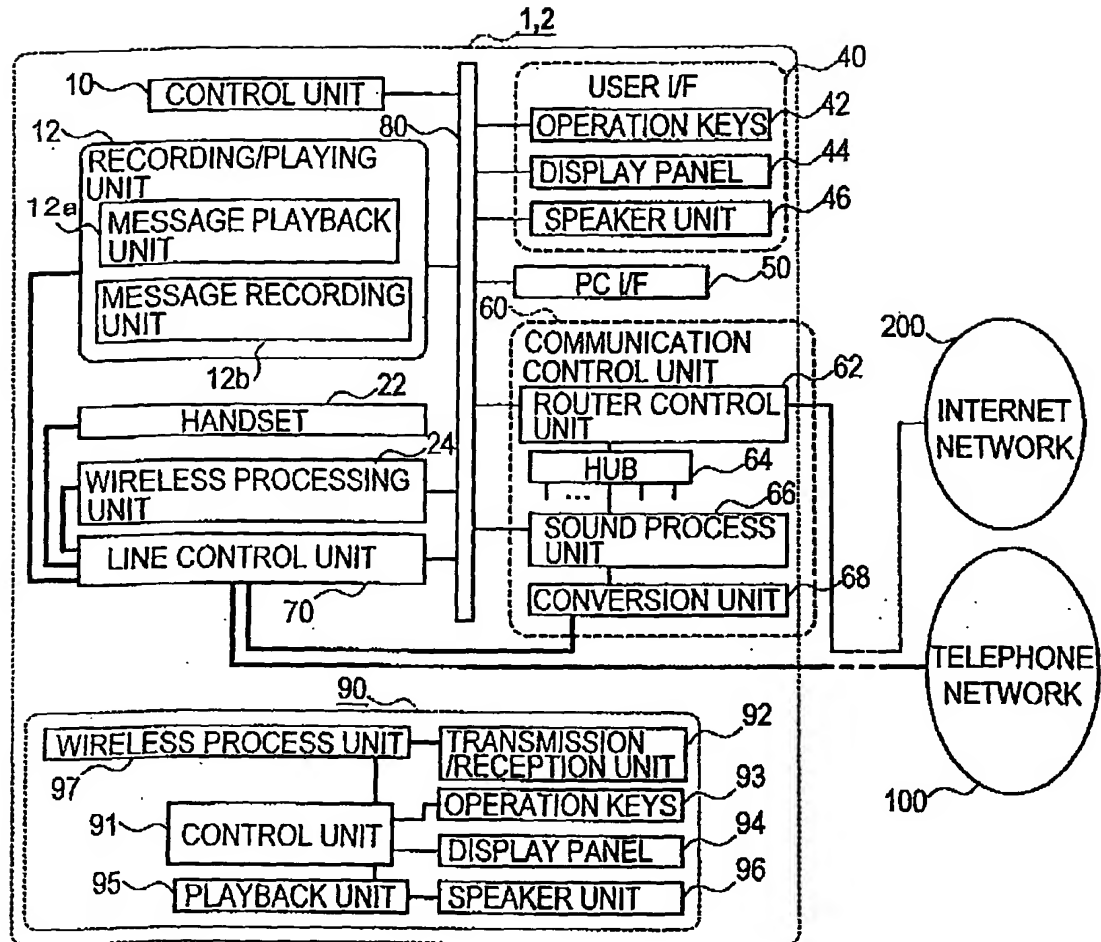 1,2
10
CONTROL UNIT
12
RECORDING/PLAYING
UNIT
12a
MESSAGE PLAYBACK
UNIT
MESSAGE RECORDING
UNIT
12b
22
HANDSET
24
WIRELESS PROCESSING
UNIT
LINE CONTROL UNIT
70
80
40
USER I/F
OPERATION KEYS
42
DISPLAY PANEL
44
SPEAKER UNIT
46
PC I/F
50
60
COMMUNICATION
CONTROL UNIT
62
ROUTER CONTROL
UNIT
HUB
64
...
66
SOUND PROCESS
UNIT
68
CONVERSION UNIT
200
INTERNET
NETWORK
TELEPHONE
NETWORK
100
90
WIRELESS PROCESS UNIT
97
92
TRANSMISSION
/RECEPTION UNIT
93
OPERATION KEYS
91
CONTROL UNIT
94
DISPLAY PANEL
95
PLAYBACK UNIT
96
SPEAKER UNIT